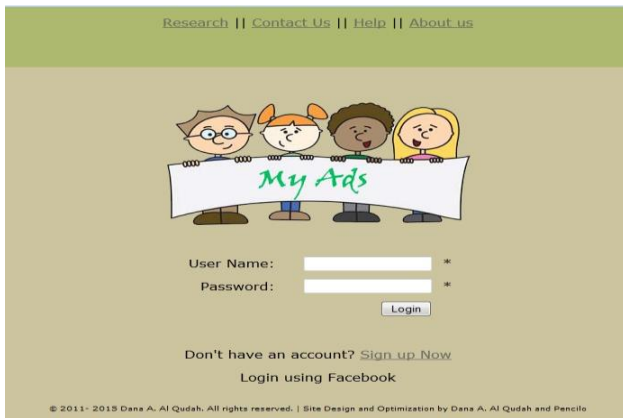 Research || Contact Us || Help || About us
My Ads
User Name: *
Password: *
Login
Don't have an account? Sign up Now
Login using Facebook
© 2011- 2015 Dana A. Al Qudah. All rights reserved. | Site Design and Optimization by Dana A. Al Qudah and Pencilo